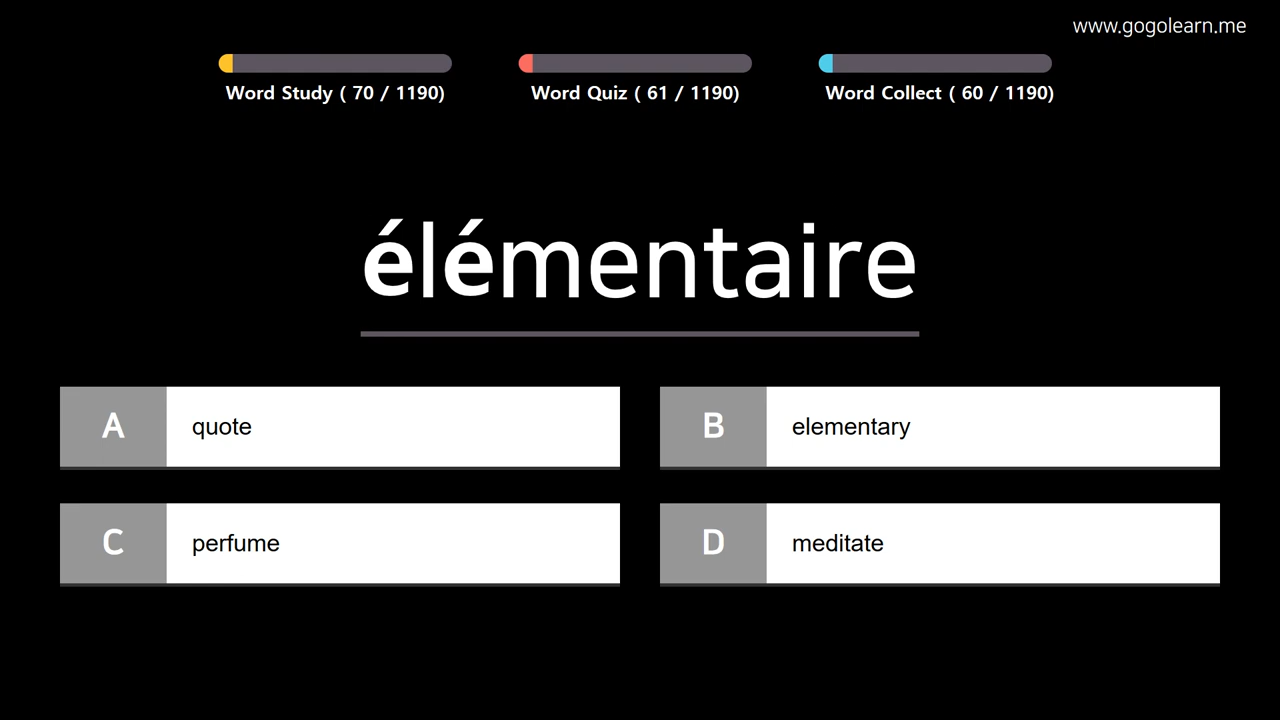 www.gogolearn.me
Word Study ( 70 / 1190)
Word Quiz ( 61 / 1190)
Word Collect ( 60 / 1190)
élémentaire
A quote
B elementary
C perfume
D meditate